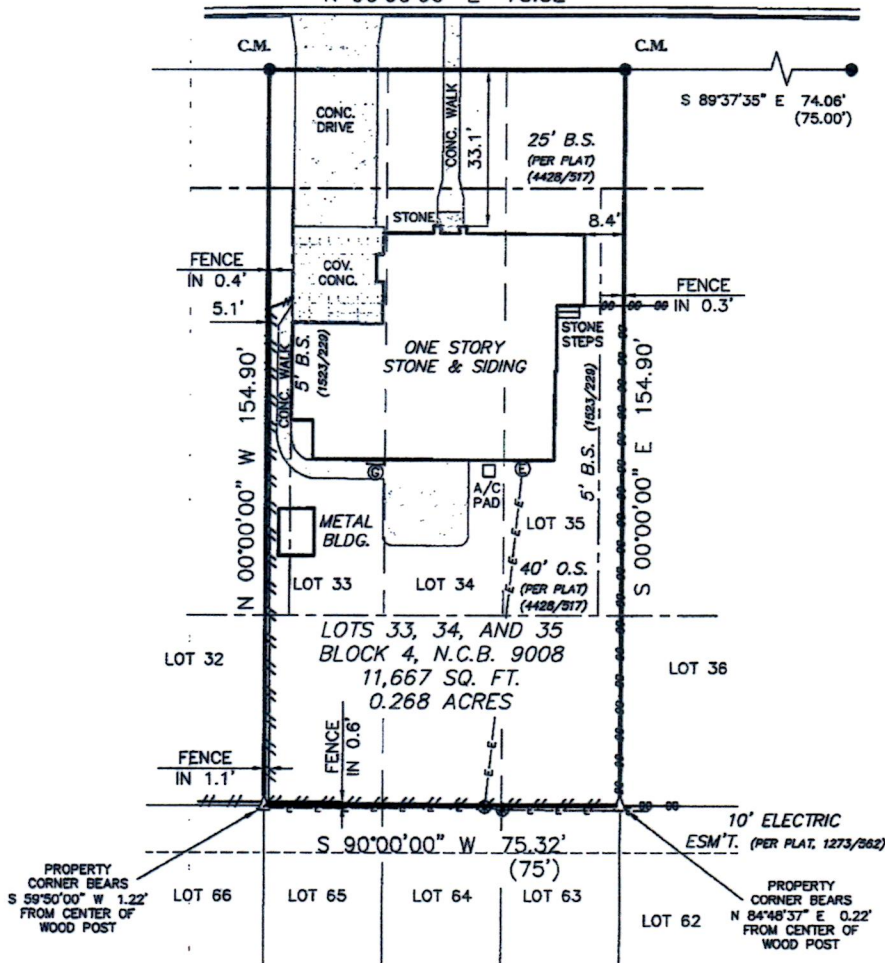 C.M.
C.M.
S 89°37'35" E 74.06'
(75.00')
CONC.
DRIVE
CONC. WALK
33.1'
25' B.S.
(PER PLAT)
(4428/517)
STONE
8.4'
FENCE
IN 0.4'
COV.
CONC.
FENCE
IN 0.3'
5.1'
STONE
STEPS
ONE STORY
STONE & SIDING
CONC. WALK
5' B.S.
(1523/229)
N 00°00'00" W 154.90'
5' B.S. (1523/229)
S 00°00'00" E 154.90'
G
A/C
PAD
E
METAL
BLDG.
LOT 35
LOT 33
LOT 34
40' O.S.
(PER PLAT)
(4428/517)
LOTS 33, 34, AND 35
BLOCK 4, N.C.B. 9008
11,667 SQ. FT.
0.268 ACRES
LOT 32
LOT 36
FENCE
IN 0.6'
FENCE
IN 1.1'
10' ELECTRIC
ESM'T. (PER PLAT, 1273/562)
S 90°00'00" W 75.32'
(75')
PROPERTY
CORNER BEARS
S 59°50'00" W 1.22'
FROM CENTER OF
WOOD POST
LOT 66
LOT 65
LOT 64
LOT 63
LOT 62
PROPERTY
CORNER BEARS
N 84°48'37" E 0.22'
FROM CENTER OF
WOOD POST